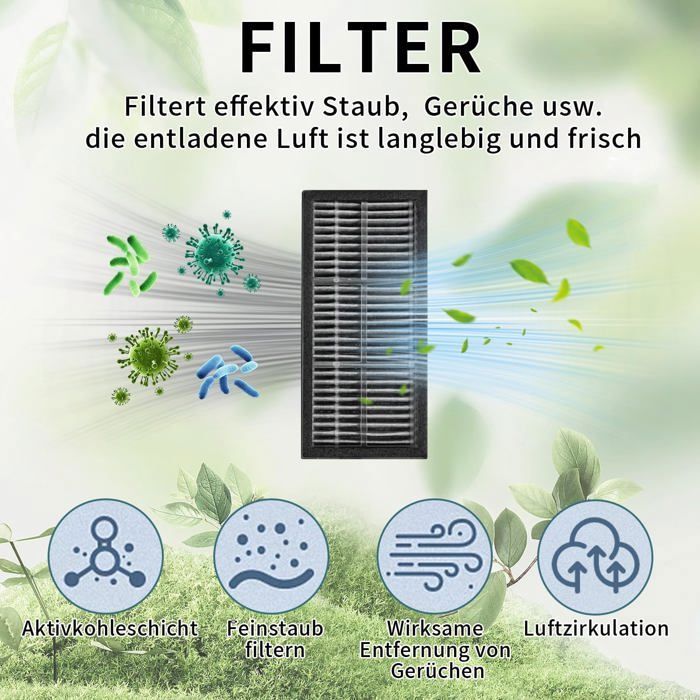 FILTER
Filtert effektiv Staub, Gerüche usw.
die entladene Luft ist langlebig und frisch
Aktivkohleschicht
Feinstaub
filtern
Wirksame
Entfernung von
Gerüchen
Luftzirkulation